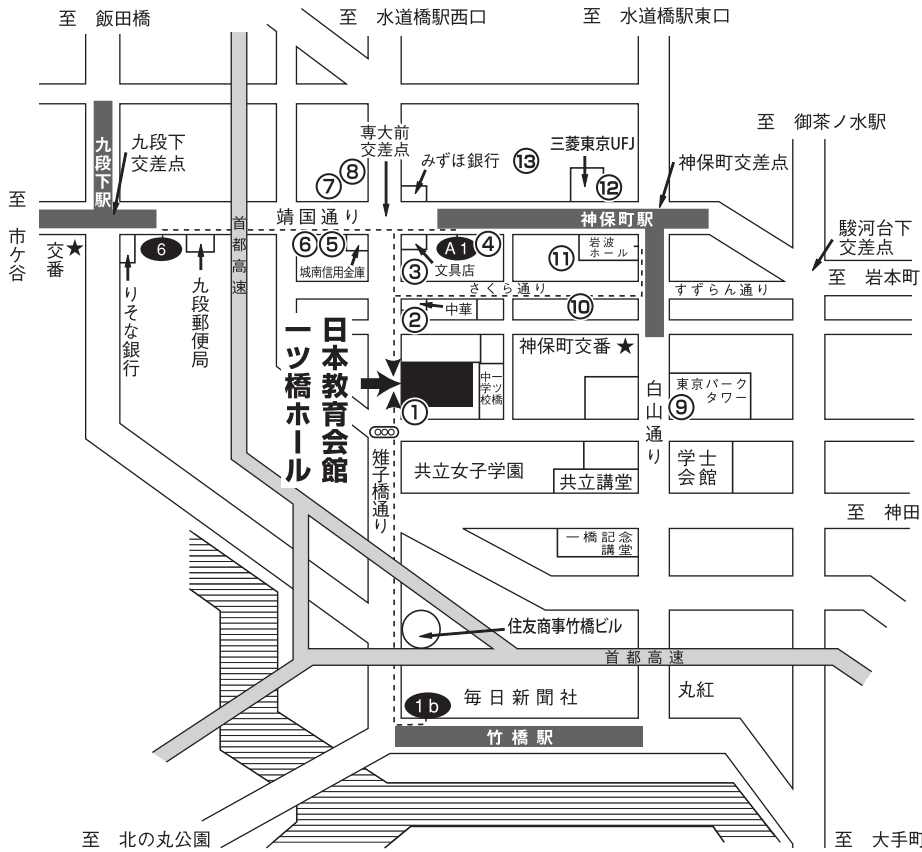 至 飯田橋
至 水道橋駅西口
至 水道橋駅東口
至 御茶ノ水駅
九段下駅
九段下
交差点
専大前
交差点
みずほ銀行
⑬
三菱東京UFJ
⑫
神保町交差点
⑦
⑧
至 市ケ谷
靖国通り
神保町駅
首都高速
駿河台下
交差点
交番★
6
⑥
⑤
A1
④
⑪
岩波
ホール
城南信用金庫
③
文具店
至 岩本町
りそな銀行
九段郵便局
さくら通り
すずらん通り
②
中華
⑩
日本教育会館
一ツ橋ホール
一ツ橋
中学校
神保町交番★
①
白山通り
東京パーク
タワー
⑨
雉子橋通り
共立女子学園
共立講堂
学士
会館
至 神田
一橋記念
講堂
住友商事竹橋ビル
首都高速
1b
毎日新聞社
丸紅
竹橋駅
至 北の丸公園
至 大手町